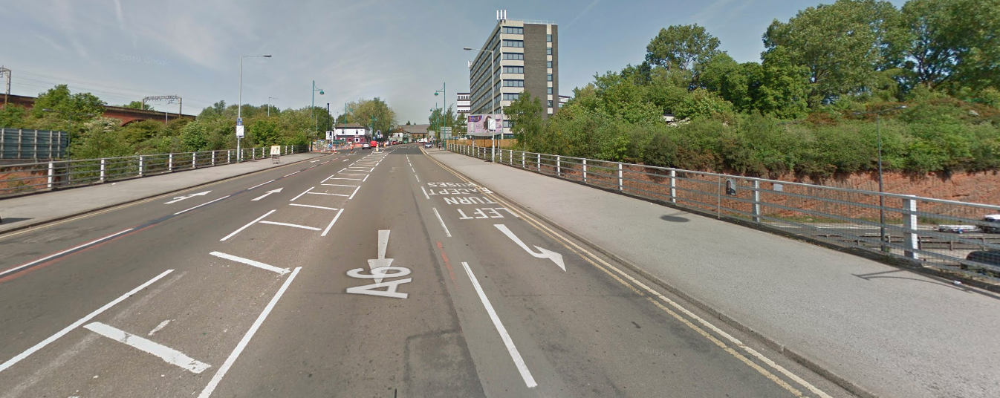 A6
LEFT
TURN
EXCEPT
BUSES